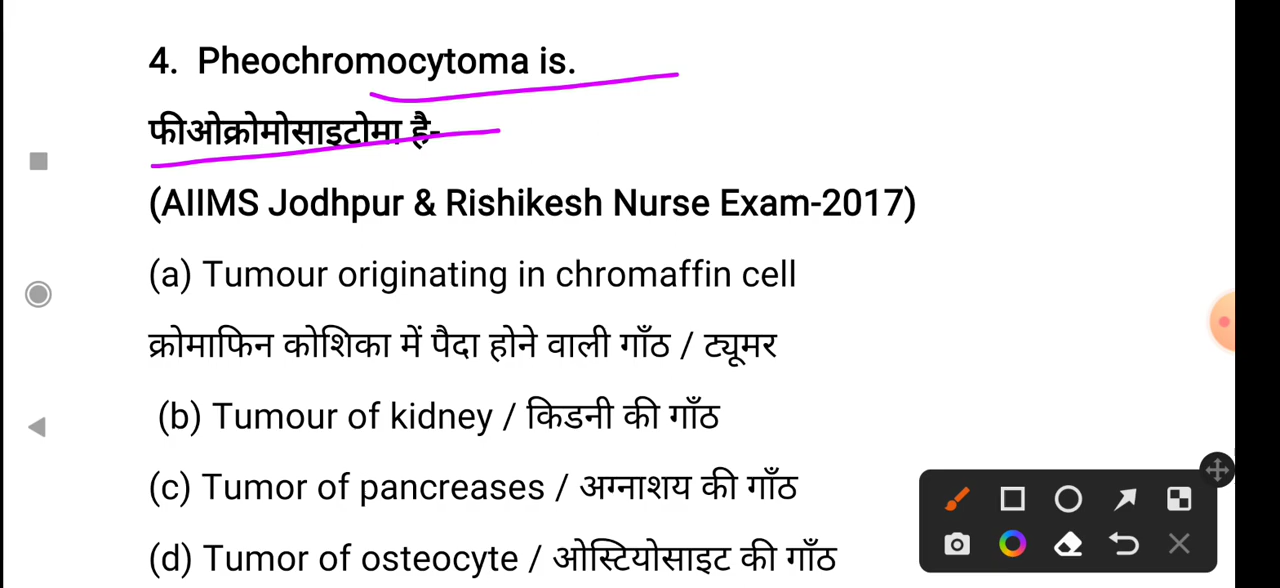 4. Pheochromocytoma is.
फीओक्रोमोसाइटोमा है-
(AIIMS Jodhpur & Rishikesh Nurse Exam-2017)
(a) Tumour originating in chromaffin cell
क्रोमाफिन कोशिका में पैदा होने वाली गाँठ / ट्यूमर
(b) Tumour of kidney / किडनी की गाँठ
(c) Tumor of pancreases / अग्नाशय की गाँठ
(d) Tumor of osteocyte / ओस्टियोसाइट की गाँठ